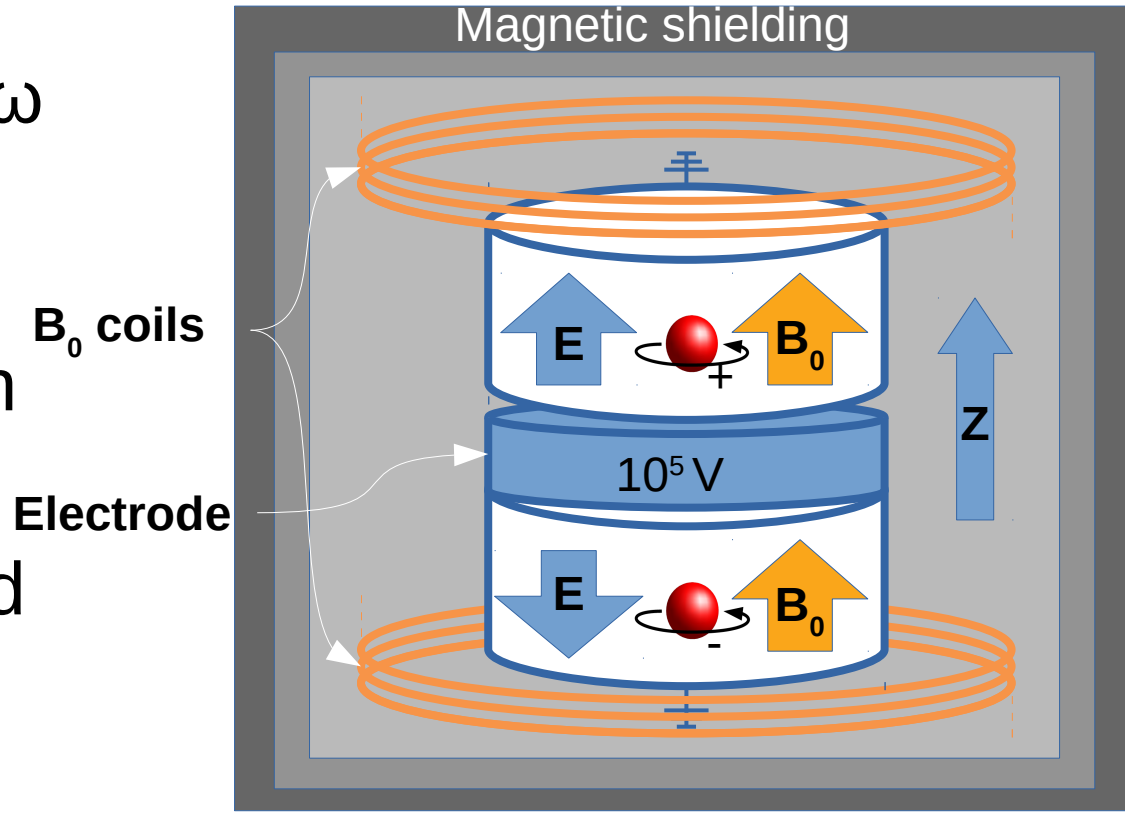 Magnetic shielding
ω
B₀ coils
n
Electrode
d
E
B₀
+
10⁵ V
Z
E
B₀
-